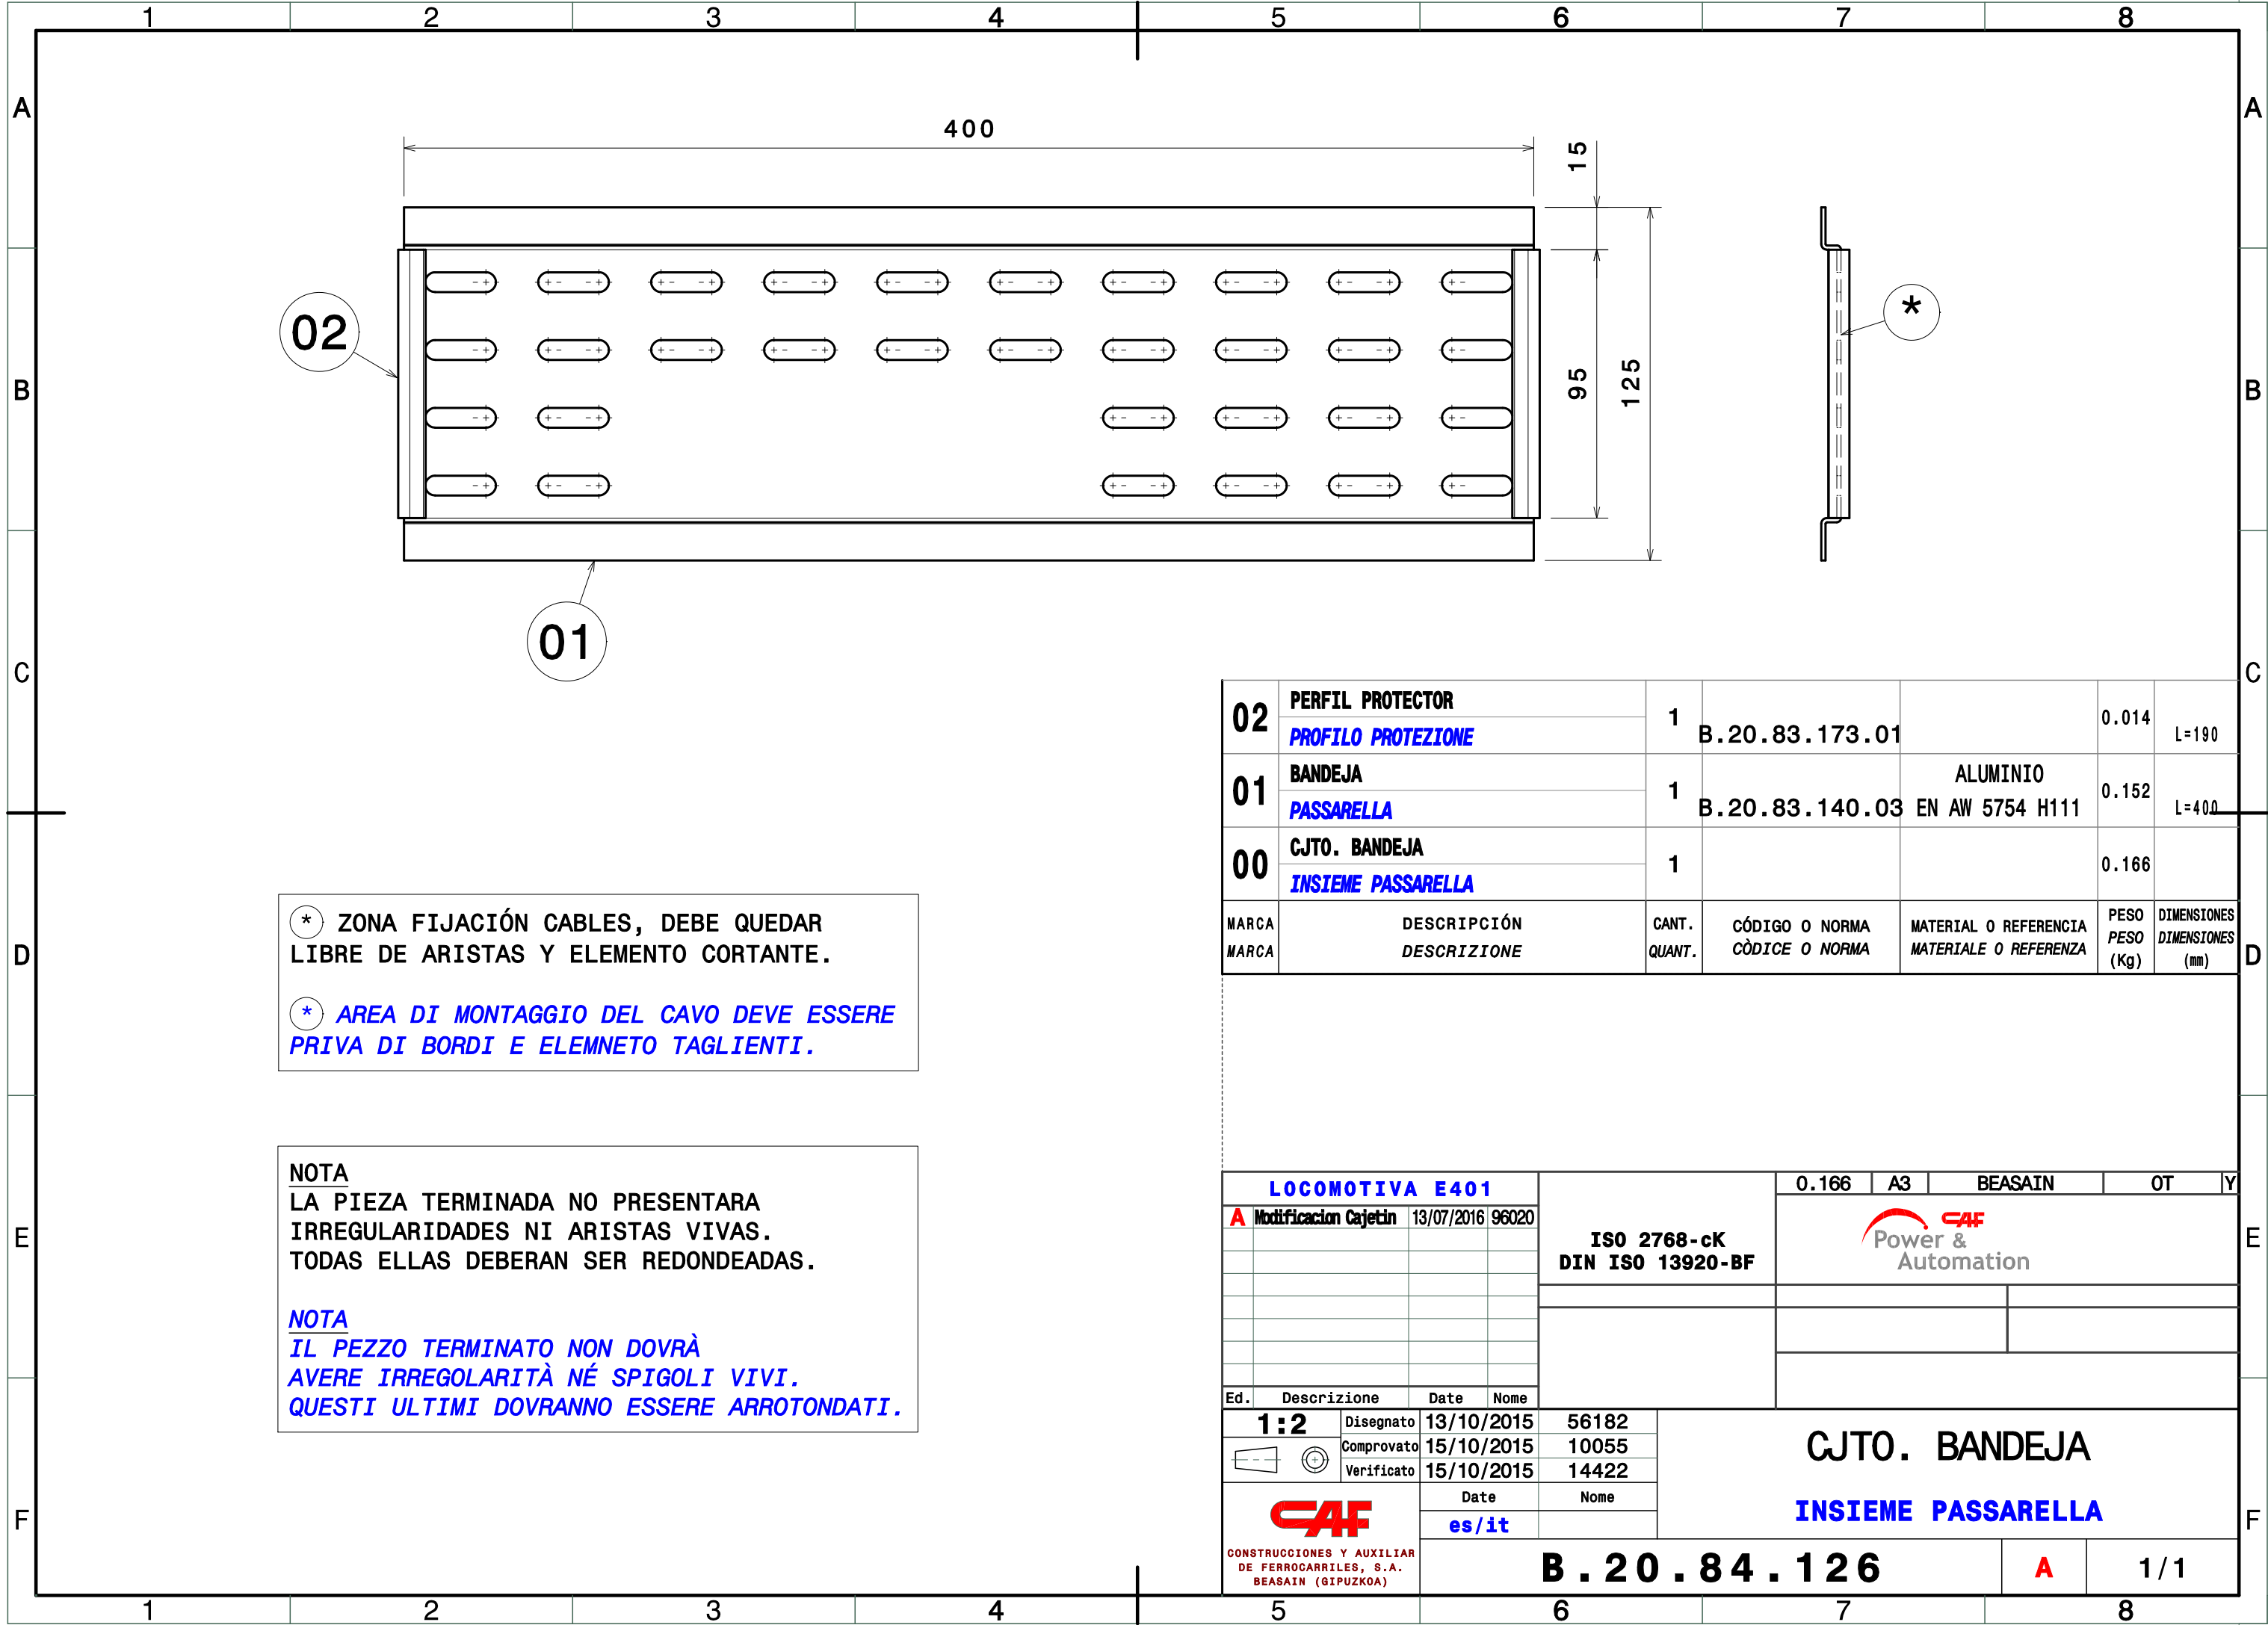 1 2 3 4 5 6 7 8
A A
B B
C C
D D
E E
F F
400
15
95
125
02
01
*
02 PERFIL PROTECTOR 1 B.20.83.173.01 0.014 L=190
PROFILO PROTEZIONE
01 BANDEJA 1 B.20.83.140.03 ALUMINIO EN AW 5754 H111 0.152 L=400
PASSARELLA
00 CJTO. BANDEJA 1 0.166
INSIEME PASSARELLA
MARCA DESCRIPCIÓN CANT. CÓDIGO O NORMA MATERIAL O REFERENCIA PESO DIMENSIONES
MARCA DESCRIZIONE QUANT. CÒDICE O NORMA MATERIALE O REFERENZA PESO DIMENSIONES
(Kg) (mm)
* ZONA FIJACIÓN CABLES, DEBE QUEDAR
LIBRE DE ARISTAS Y ELEMENTO CORTANTE.
* AREA DI MONTAGGIO DEL CAVO DEVE ESSERE
PRIVA DI BORDI E ELEMNETO TAGLIENTI.
NOTA
LA PIEZA TERMINADA NO PRESENTARA
IRREGULARIDADES NI ARISTAS VIVAS.
TODAS ELLAS DEBERAN SER REDONDEADAS.
NOTA
IL PEZZO TERMINATO NON DOVRÀ
AVERE IRREGOLARITÀ NÉ SPIGOLI VIVI.
QUESTI ULTIMI DOVRANNO ESSERE ARROTONDATI.
LOCOMOTIVA E401
A Modificacion Cajetin 13/07/2016 96020
Ed. Descrizione Date Nome
ISO 2768-cK
DIN ISO 13920-BF
0.166 A3 BEASAIN OT Y
CAF
Power &
Automation
1:2
Disegnato 13/10/2015 56182
Comprovato 15/10/2015 10055
Verificato 15/10/2015 14422
Date Nome
es/it
CAF
CONSTRUCCIONES Y AUXILIAR
DE FERROCARRILES, S.A.
BEASAIN (GIPUZKOA)
CJTO. BANDEJA
INSIEME PASSARELLA
B.20.84.126 A 1/1
1 2 3 4 5 6 7 8